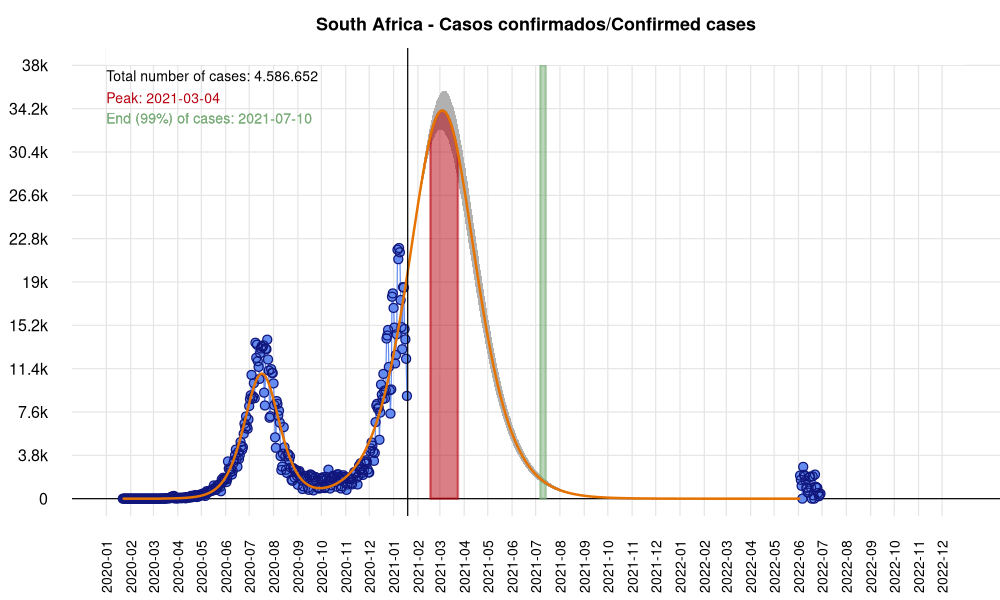 South Africa - Casos confirmados/Confirmed cases
Total number of cases: 4.586.652
Peak: 2021-03-04
End (99%) of cases: 2021-07-10
38k
34.2k
30.4k
26.6k
22.8k
19k
15.2k
11.4k
7.6k
3.8k
0
2020-01
2020-02
2020-03
2020-04
2020-05
2020-06
2020-07
2020-08
2020-09
2020-10
2020-11
2020-12
2021-01
2021-02
2021-03
2021-04
2021-05
2021-06
2021-07
2021-08
2021-09
2021-10
2021-11
2021-12
2022-01
2022-02
2022-03
2022-04
2022-05
2022-06
2022-07
2022-08
2022-09
2022-10
2022-11
2022-12